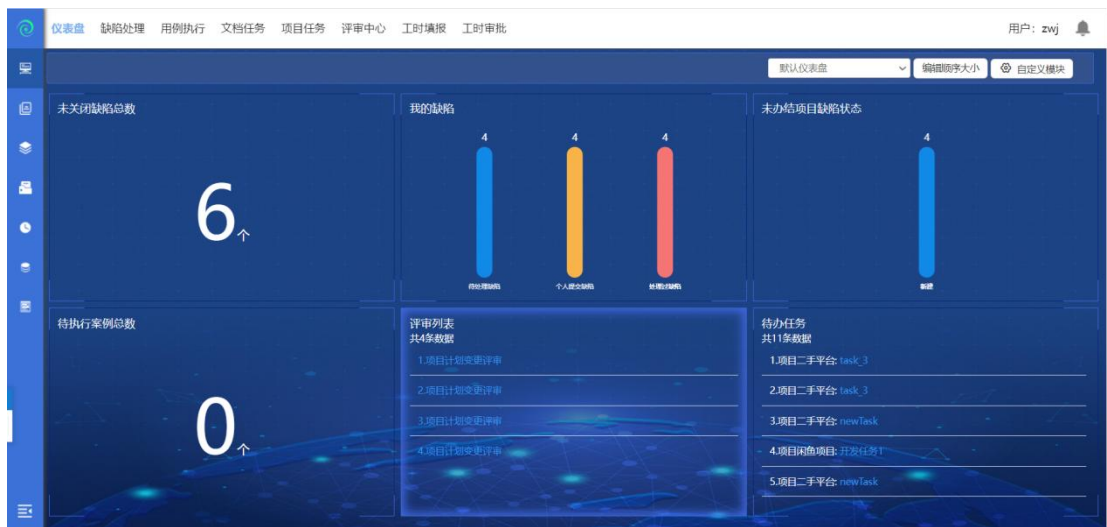 仪表盘 缺陷处理 用例执行 文档任务 项目任务 评审中心 工时填报 工时审批 用户：zwj
默认仪表盘 编辑顺序大小 自定义模块
未关闭缺陷总数
6个
我的缺陷
4 4 4
待处理缺陷 个人提交缺陷 处理过缺陷
未办结项目缺陷状态
4
新建
待执行案例总数
0个
评审列表
共4条数据
1.项目计划变更评审
2.项目计划变更评审
3.项目计划变更评审
4.项目计划变更评审
待办任务
共11条数据
1.项目二手平台: task_3
2.项目二手平台: task_3
3.项目二手平台: newTask
4.项目闲鱼项目: 开发任务1
5.项目二手平台: newTask